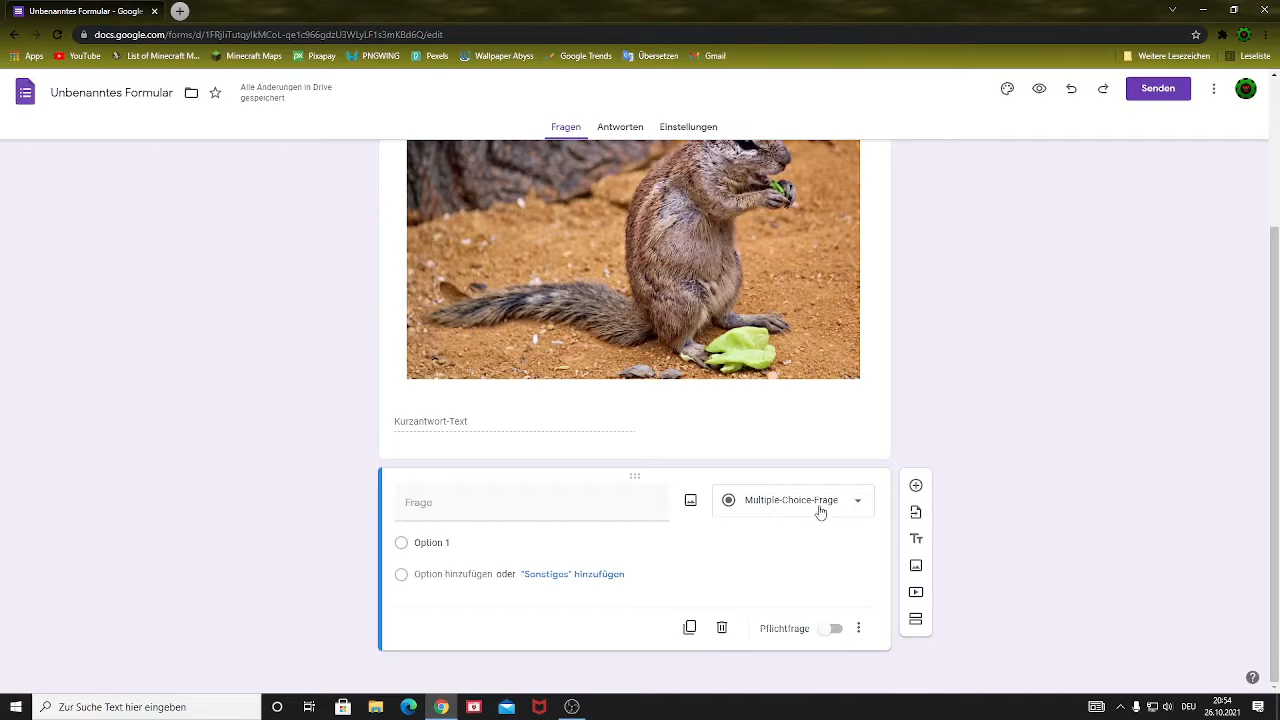 Unbenanntes Formular - Google
docs.google.com/forms/d/1FRjIiTutqyIkMCoL-qe1c966gdzU3WLyLF1s3mKBd6Q/edit
Apps YouTube List of Minecraft M... Minecraft Maps Pixapay PNGWING Pexels Wallpaper Abyss Google Trends Übersetzen Gmail Weitere Lesezeichen Leseliste
Unbenanntes Formular
Alle Änderungen in Drive
gespeichert
Senden
Fragen Antworten Einstellungen
Kurzantwort-Text
Frage
Multiple-Choice-Frage
Option 1
Option hinzufügen oder "Sonstiges" hinzufügen
Pflichtfrage
Zur Suche Text hier eingeben
DEU
20:54
26.10.2021